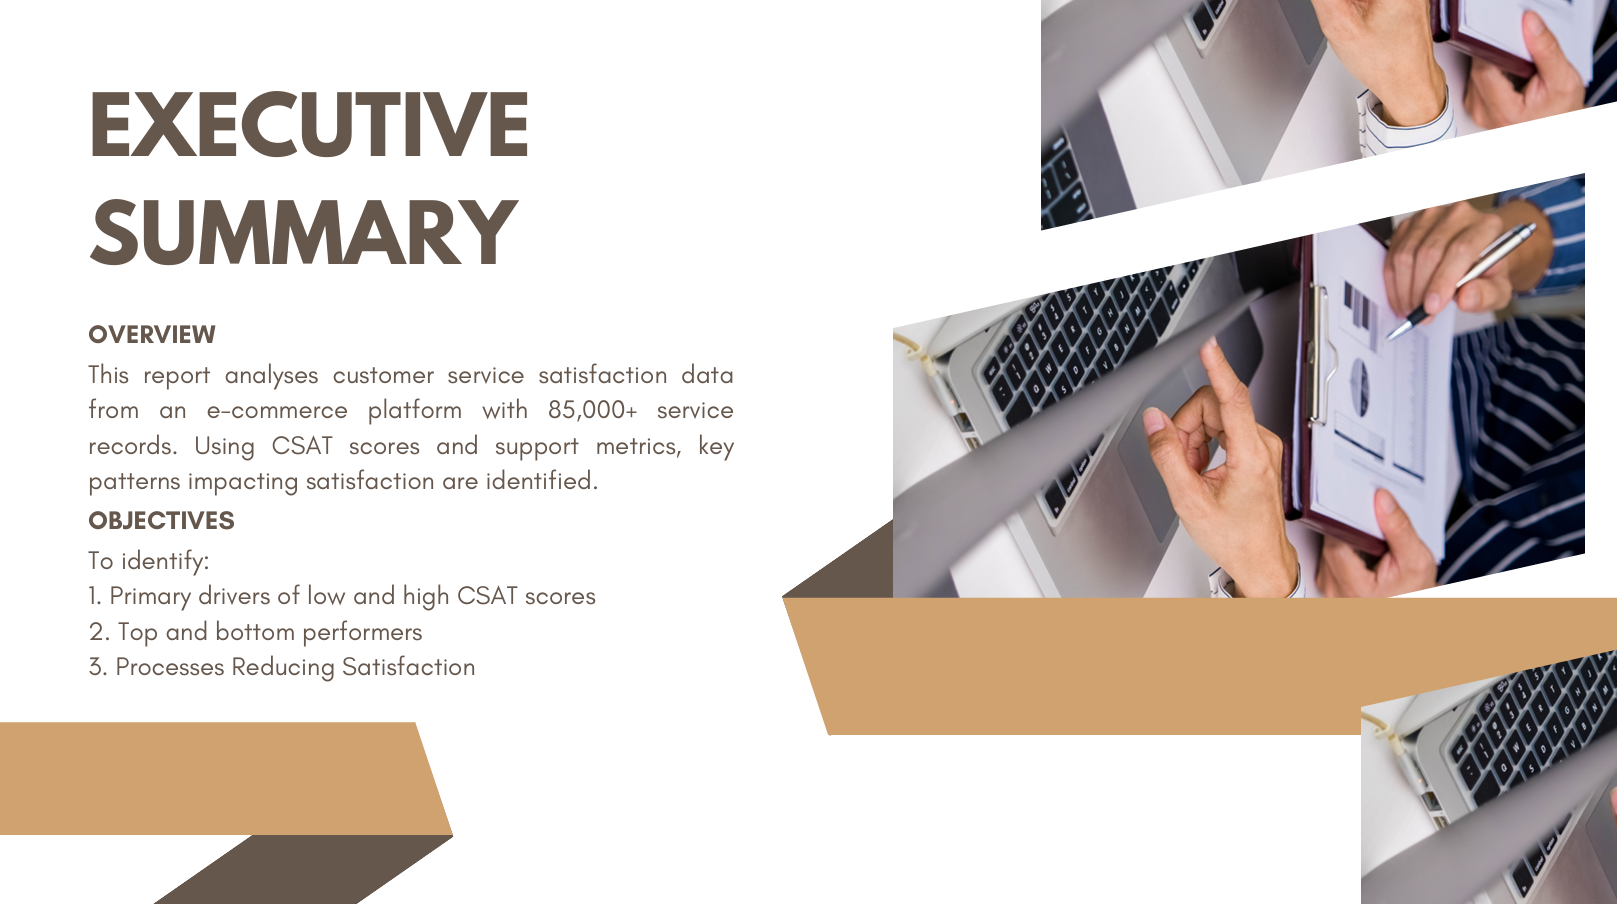 EXECUTIVE
SUMMARY
OVERVIEW
This report analyses customer service satisfaction data
from an e-commerce platform with 85,000+ service
records. Using CSAT scores and support metrics, key
patterns impacting satisfaction are identified.
OBJECTIVES
To identify:
1. Primary drivers of low and high CSAT scores
2. Top and bottom performers
3. Processes Reducing Satisfaction